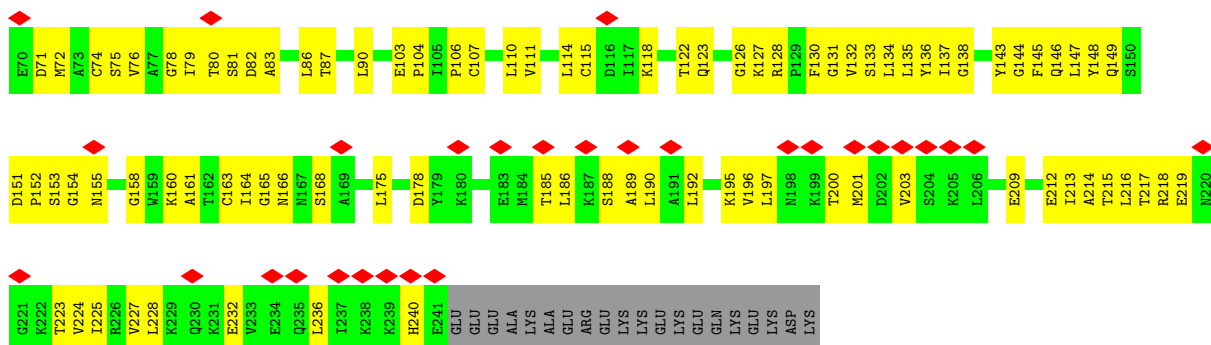 E70 D71 M72 A73 C74 S75 V76 A77 G78 I79 T80 S81 D82 A83 L86 T87 L90 E103 P104 I105 P106 C107 L110 V111 L114 C115 D116 I117 K118 T122 Q123 G126 K127 R128 P129 F130 G131 V132 S133 L134 L135 Y136 I137 G138 Y143 G144 F145 Q146 L147 Y148 Q149 S150
D151 P152 S153 G154 N155 G158 W159 K160 A161 T162 C163 I164 G165 N166 N167 S168 A169 L175 D178 Y179 K180 E183 M184 T185 L186 K187 S188 A189 L190 A191 L192 K195 V196 L197 N198 K199 T200 M201 D202 V203 S204 K205 L206 E209 E212 I213 A214 T215 L216 T217 R218 E219 N220
G221 K222 T223 V224 I225 R226 V227 L228 K229 Q230 K231 E232 V233 E234 Q235 L236 I237 K238 K239 H240 E241 GLU GLU GLU ALA LYS ALA GLU ARG GLU LYS LYS GLU LYS GLU GLN LYS GLU LYS ASP LYS